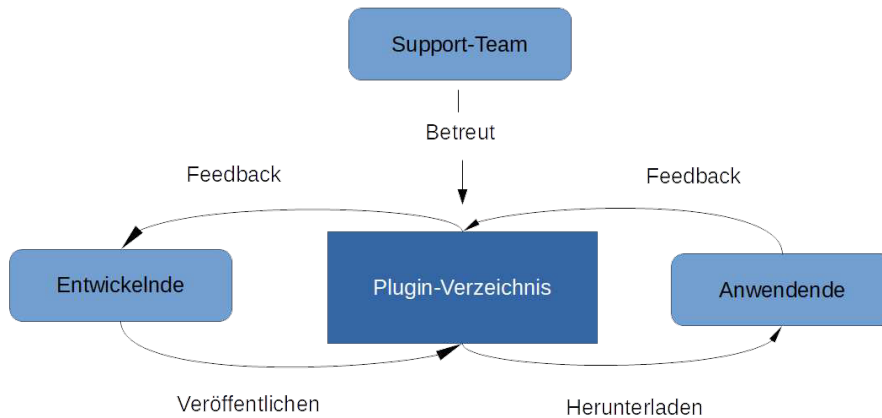 Support-Team
Betreut
Feedback
Feedback
Entwickelnde
Plugin-Verzeichnis
Anwendende
Veröffentlichen
Herunterladen